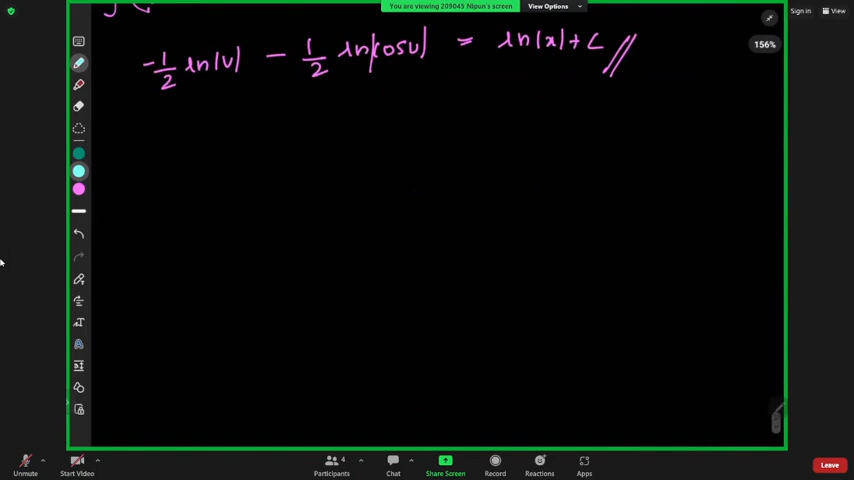 You are viewing 209045 Nipun's screen
View Options
Sign in
View
-1/2 ln|v| - 1/2 ln|cosv| = ln|x| + C //
156%
Unmute
Start Video
Participants
4
Chat
Share Screen
Record
Reactions
Apps
Leave